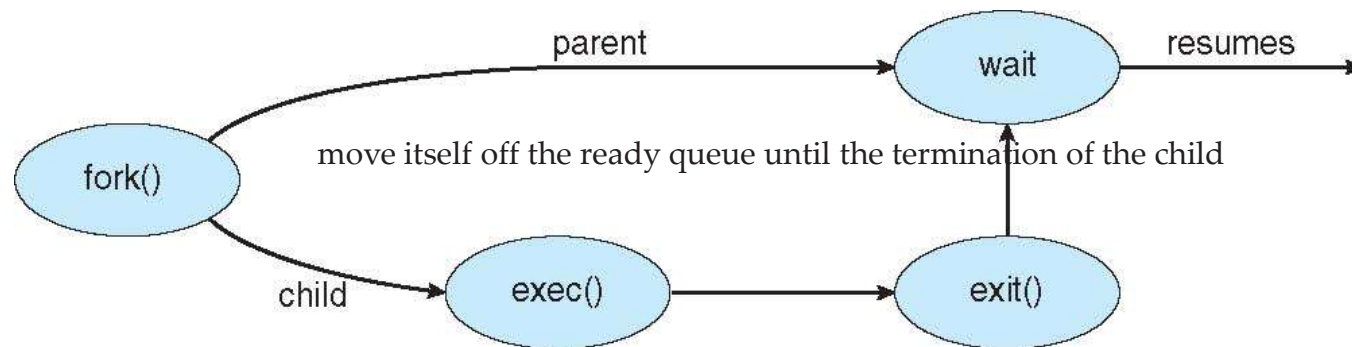 parent
resumes
wait
move itself off the ready queue until the termination of the child
fork()
child
exec()
exit()